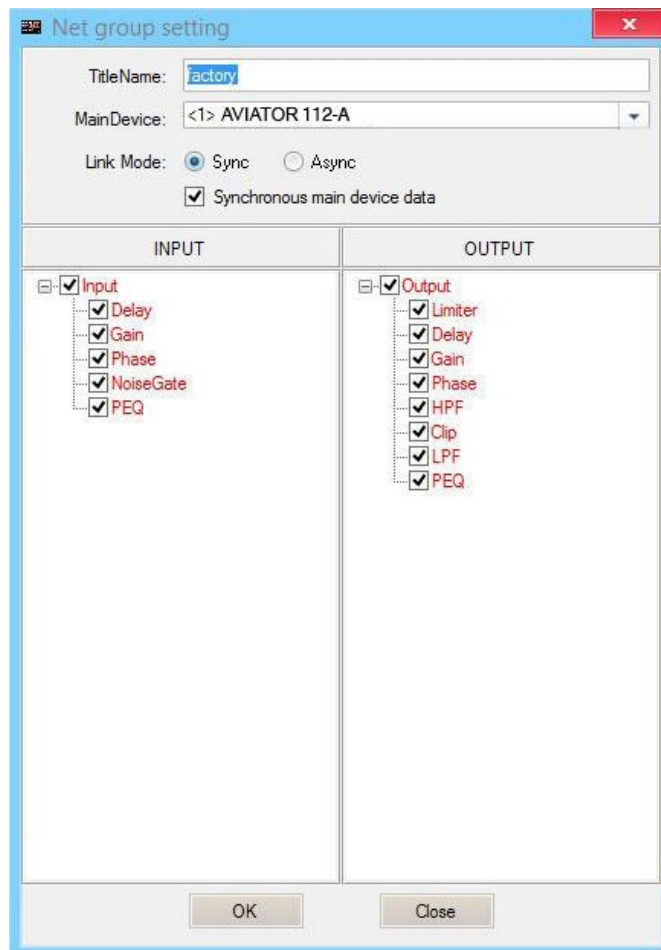 Net group setting
TitleName: factory
MainDevice: <1> AVIATOR 112-A
Link Mode: Sync Async
Synchronous main device data
INPUT OUTPUT
Input
Delay
Gain
Phase
NoiseGate
PEQ
Output
Limiter
Delay
Gain
Phase
HPF
Clip
LPF
PEQ
OK Close